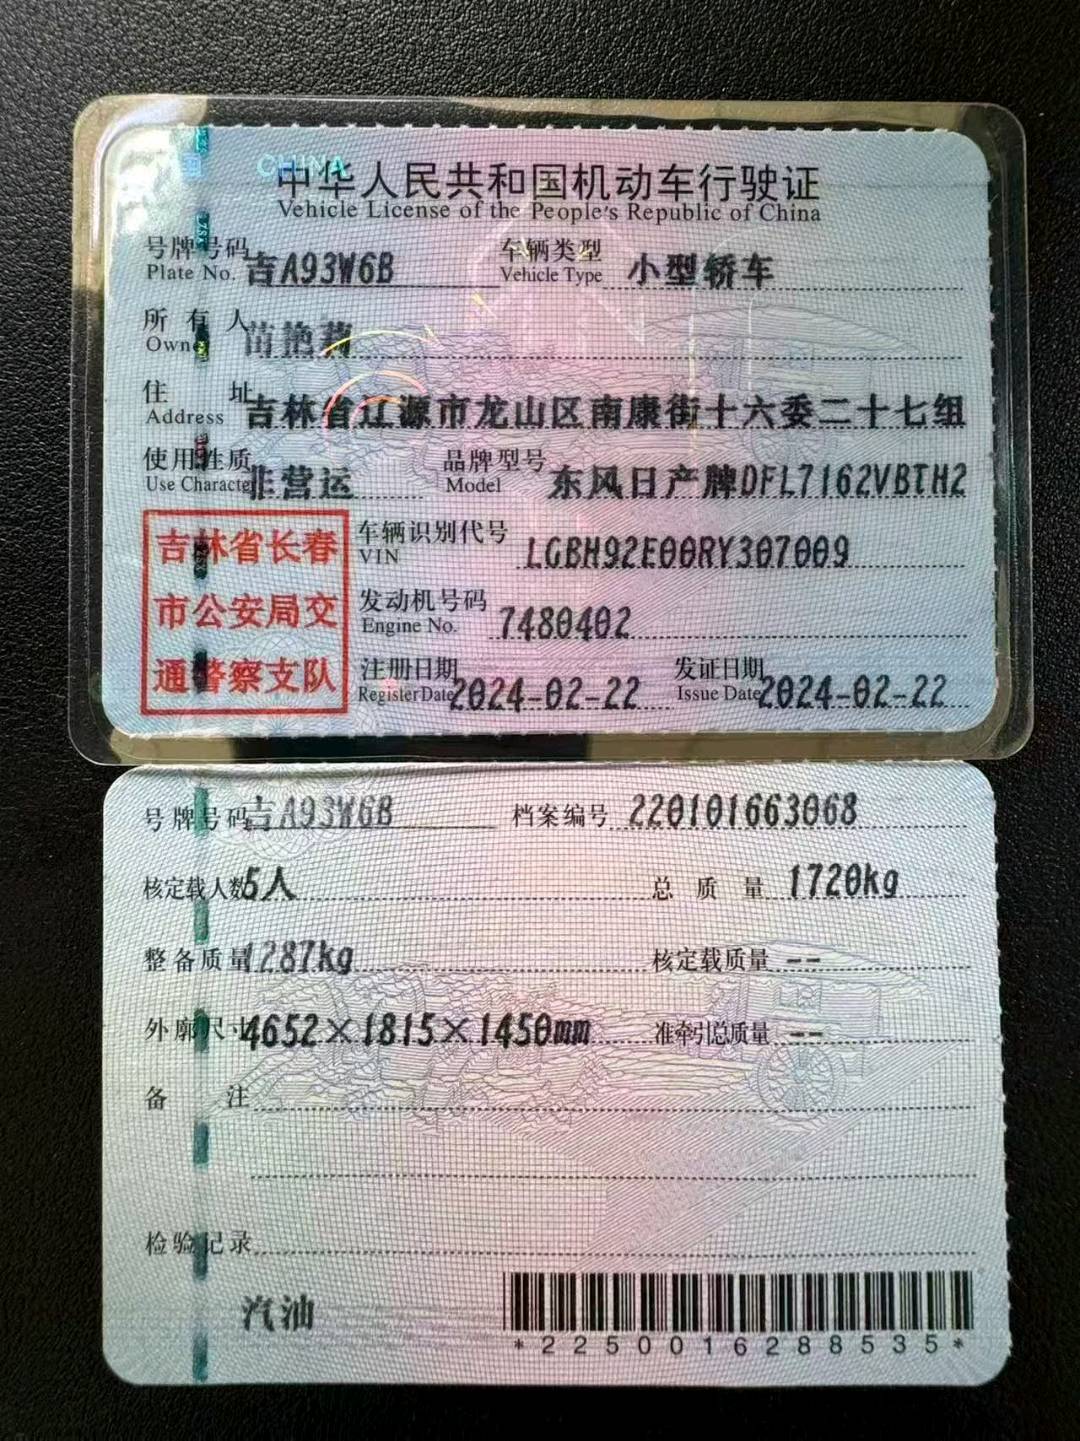 CHINA
中华人民共和国机动车行驶证
Vehicle License of the People's Republic of China
号牌号码 吉A93W6B 车辆类型 小型轿车
Plate No. Vehicle Type
所有人 苗艳
Owne
住址 吉林省辽源市龙山区南康街十六委二十七组
Address
使用性质 非营运 品牌型号 东风日产牌DFL7162VBTH2
Use Characte Model
吉林省长春
市公安局交
通警察支队
车辆识别代号 LGBH92E00RY307009
VIN
发动机号码 7480402
Engine No.
注册日期 2024-02-22 发证日期 2024-02-22
Register Date Issue Date
号牌号码 吉A93W6B 档案编号 220101663068
核定载人数 5人 总质量 1720kg
整备质量 1287kg 核定载质量 --
外廓尺寸 4652×1815×1450mm 准牵引总质量 --
备注
检验记录
汽油
*2250016288535*